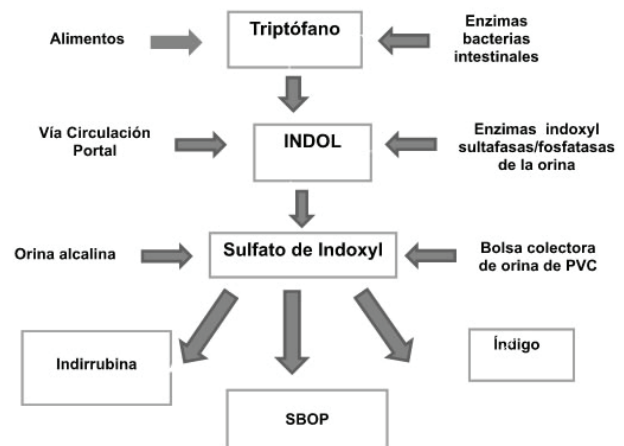 Alimentos
Triptófano
Enzimas
bacterias
intestinales
Vía Circulación
Portal
INDOL
Enzimas indoxyl
sultafasas/fosfatasas
de la orina
Orina alcalina
Sulfato de Indoxyl
Bolsa colectora
de orina de PVC
Indirrubina
SBOP
Índigo